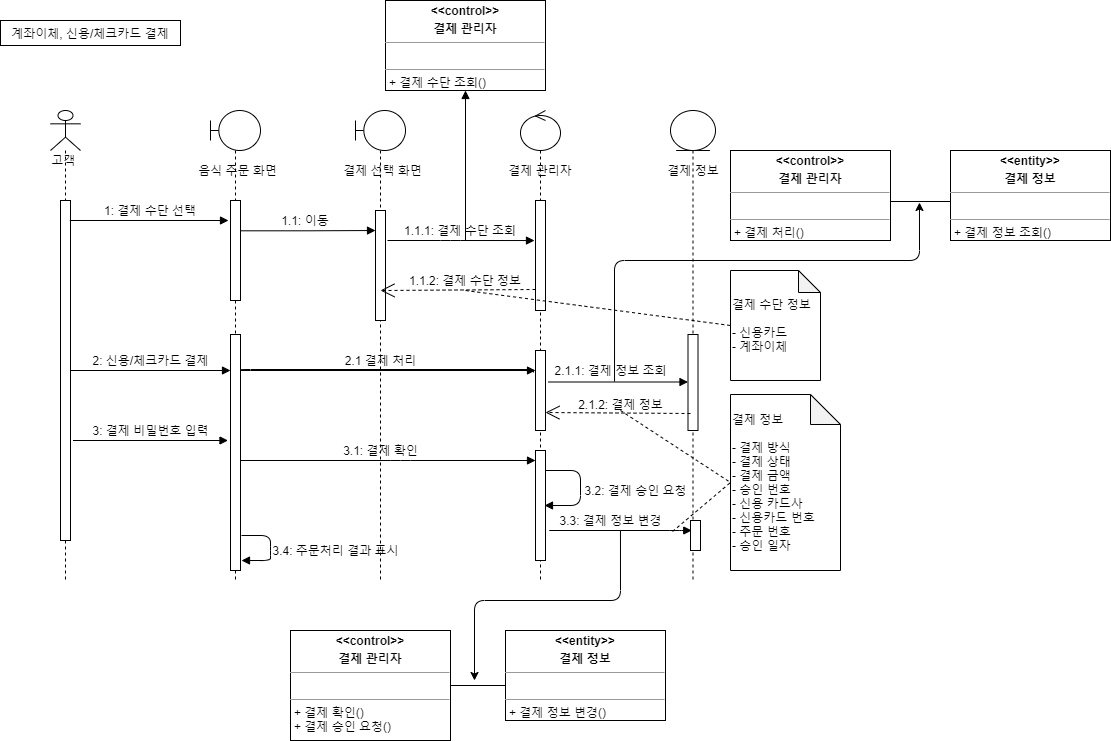 계좌이체, 신용/체크카드 결제
<<control>>
결제 관리자
+ 결제 수단 조회()
고객
음식 주문 화면
결제 선택 화면
결제 관리자
결제 정보
<<control>>
결제 관리자
+ 결제 처리()
<<entity>>
결제 정보
+ 결제 정보 조회()
1: 결제 수단 선택
1.1: 이동
1.1.1: 결제 수단 조회
1.1.2: 결제 수단 정보
결제 수단 정보
- 신용카드
- 계좌이체
2: 신용/체크카드 결제
2.1 결제 처리
2.1.1: 결제 정보 조회
2.1.2: 결제 정보
3: 결제 비밀번호 입력
3.1: 결제 확인
3.2: 결제 승인 요청
3.3: 결제 정보 변경
3.4: 주문처리 결과 표시
결제 정보
- 결제 방식
- 결제 상태
- 결제 금액
- 승인 번호
- 신용 카드사
- 신용카드 번호
- 주문 번호
- 승인 일자
<<control>>
결제 관리자
+ 결제 확인()
+ 결제 승인 요청()
<<entity>>
결제 정보
+ 결제 정보 변경()